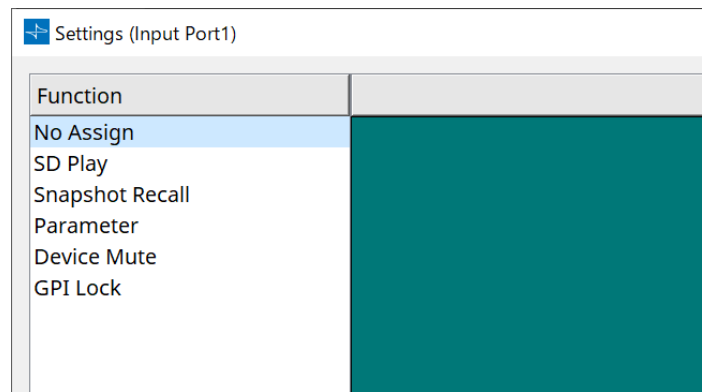 Settings (Input Port1)
Function
No Assign
SD Play
Snapshot Recall
Parameter
Device Mute
GPI Lock